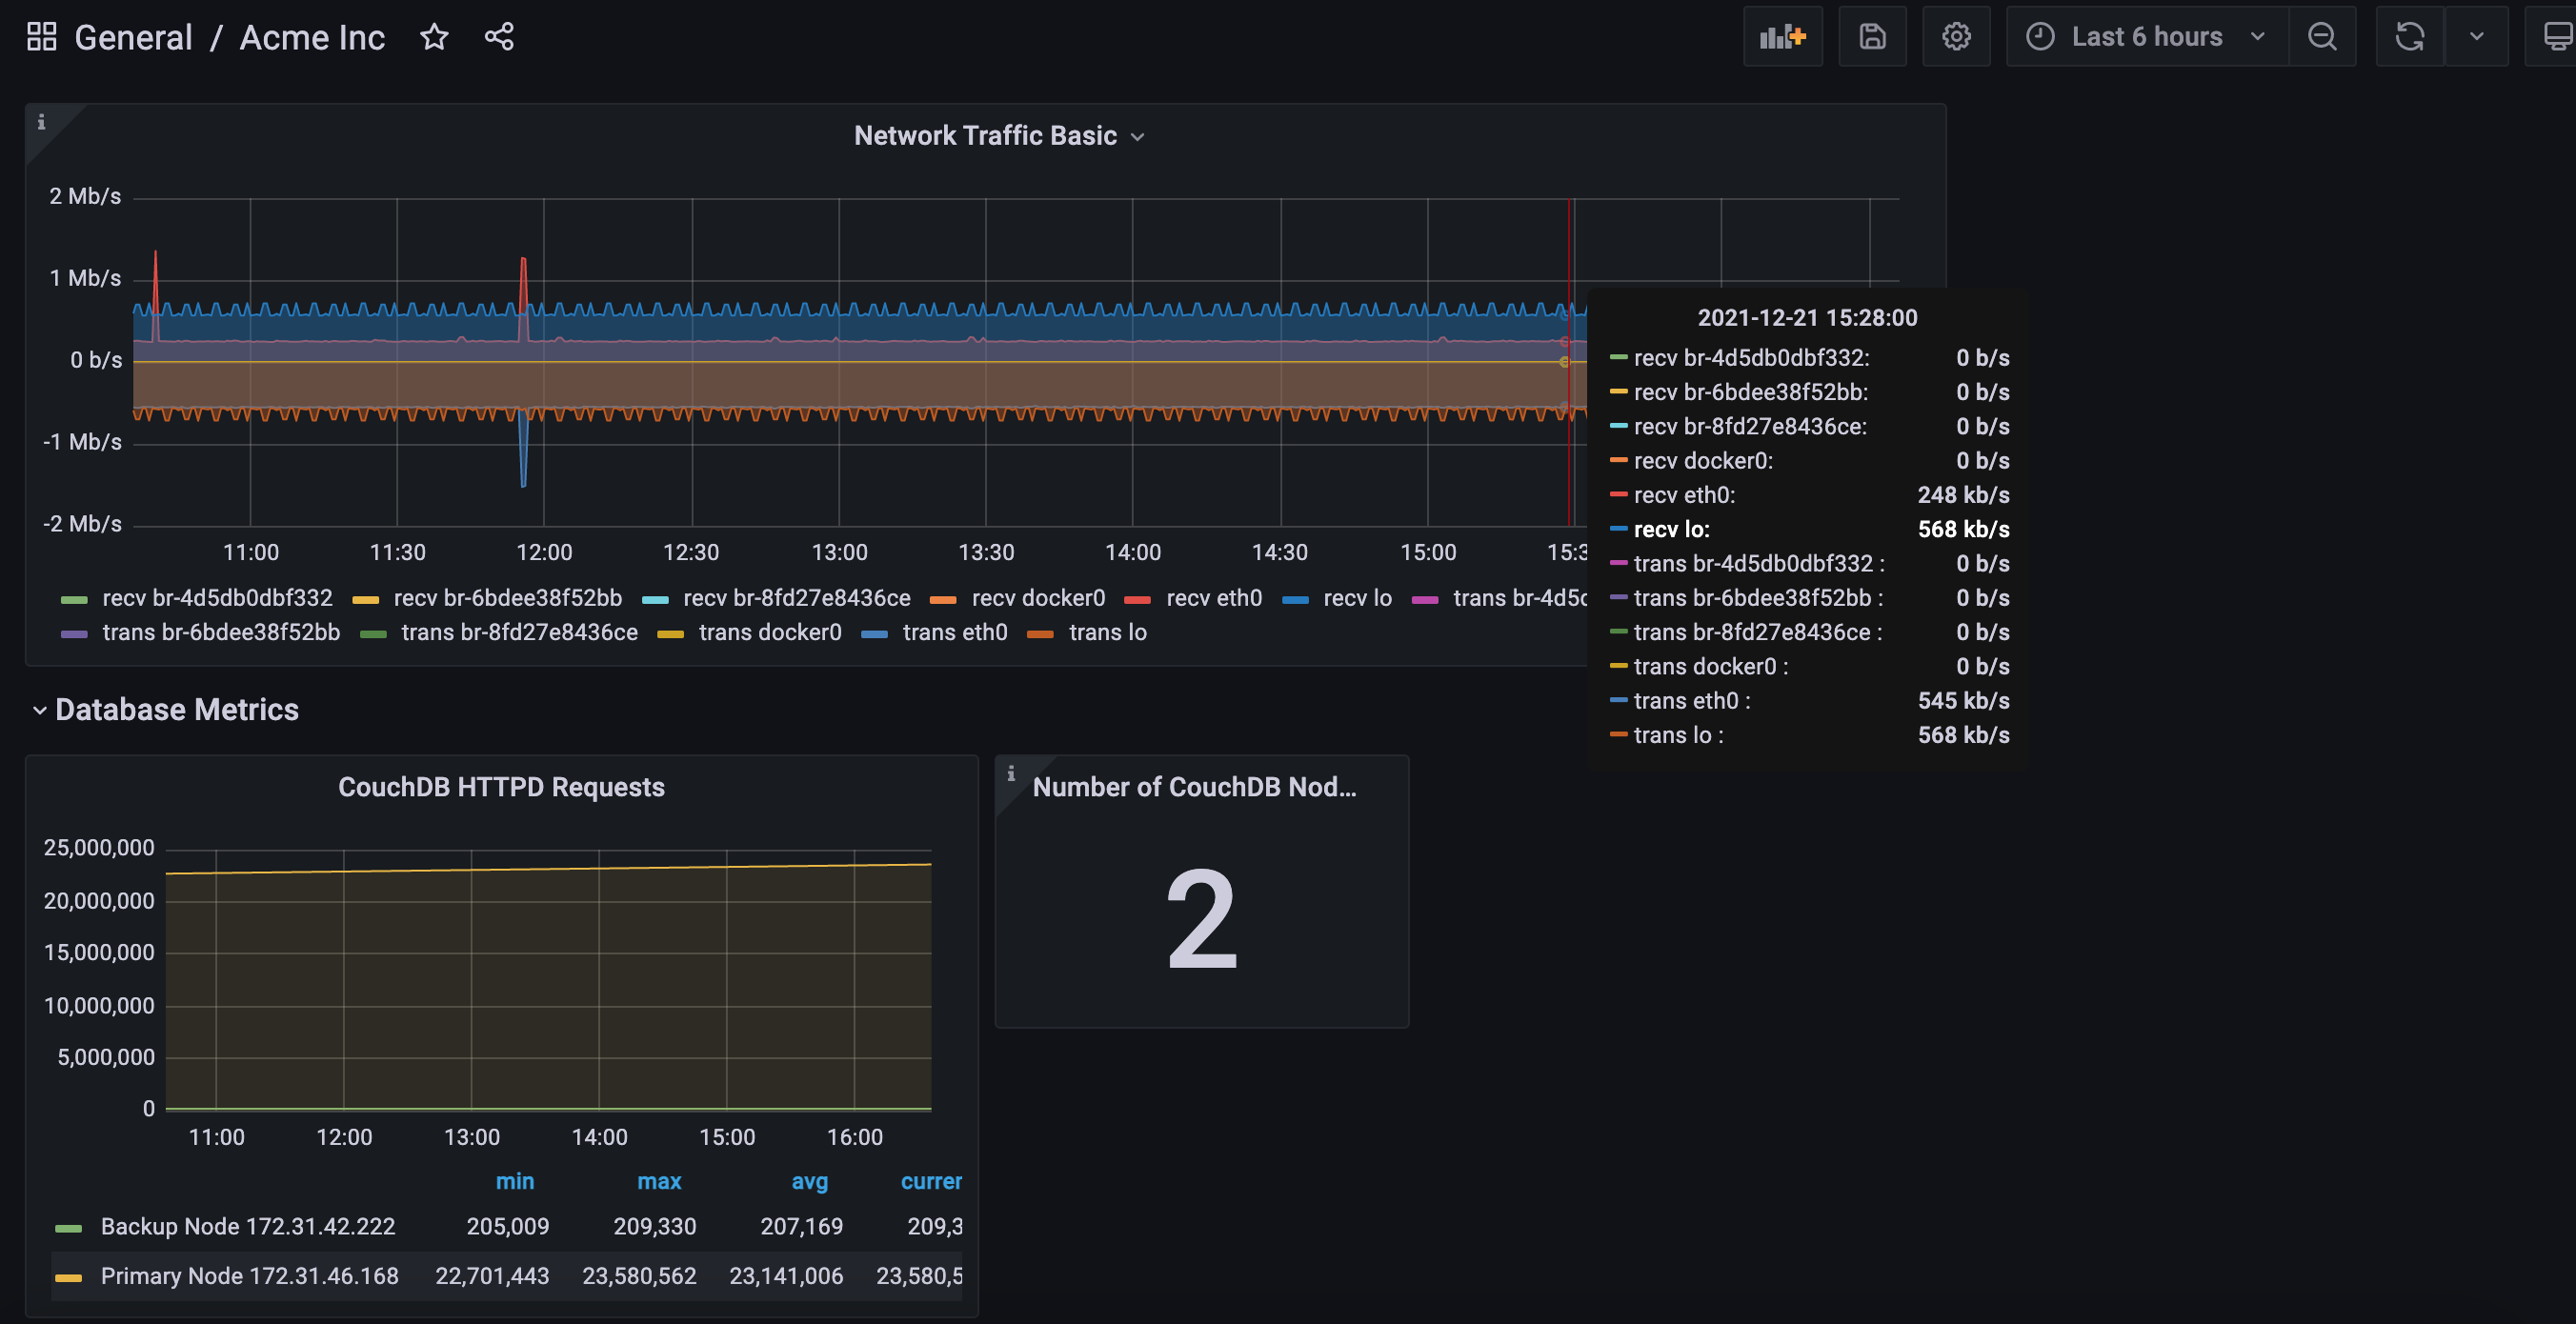 General / Acme Inc
Last 6 hours
i
Network Traffic Basic
2 Mb/s
1 Mb/s
0 b/s
-1 Mb/s
-2 Mb/s
11:00 11:30 12:00 12:30 13:00 13:30 14:00 14:30 15:00 15:3
recv br-4d5db0dbf332 recv br-6bdee38f52bb recv br-8fd27e8436ce recv docker0 recv eth0 recv lo trans br-4d5
trans br-6bdee38f52bb trans br-8fd27e8436ce trans docker0 trans eth0 trans lo
2021-12-21 15:28:00
recv br-4d5db0dbf332: 0 b/s
recv br-6bdee38f52bb: 0 b/s
recv br-8fd27e8436ce: 0 b/s
recv docker0: 0 b/s
recv eth0: 248 kb/s
recv lo: 568 kb/s
trans br-4d5db0dbf332 : 0 b/s
trans br-6bdee38f52bb : 0 b/s
trans br-8fd27e8436ce : 0 b/s
trans docker0 : 0 b/s
trans eth0 : 545 kb/s
trans lo : 568 kb/s
Database Metrics
CouchDB HTTPD Requests
25,000,000
20,000,000
15,000,000
10,000,000
5,000,000
0
11:00 12:00 13:00 14:00 15:00 16:00
min max avg curre
Backup Node 172.31.42.222 205,009 209,330 207,169 209,3
Primary Node 172.31.46.168 22,701,443 23,580,562 23,141,006 23,580,5
i
Number of CouchDB Nod...
2